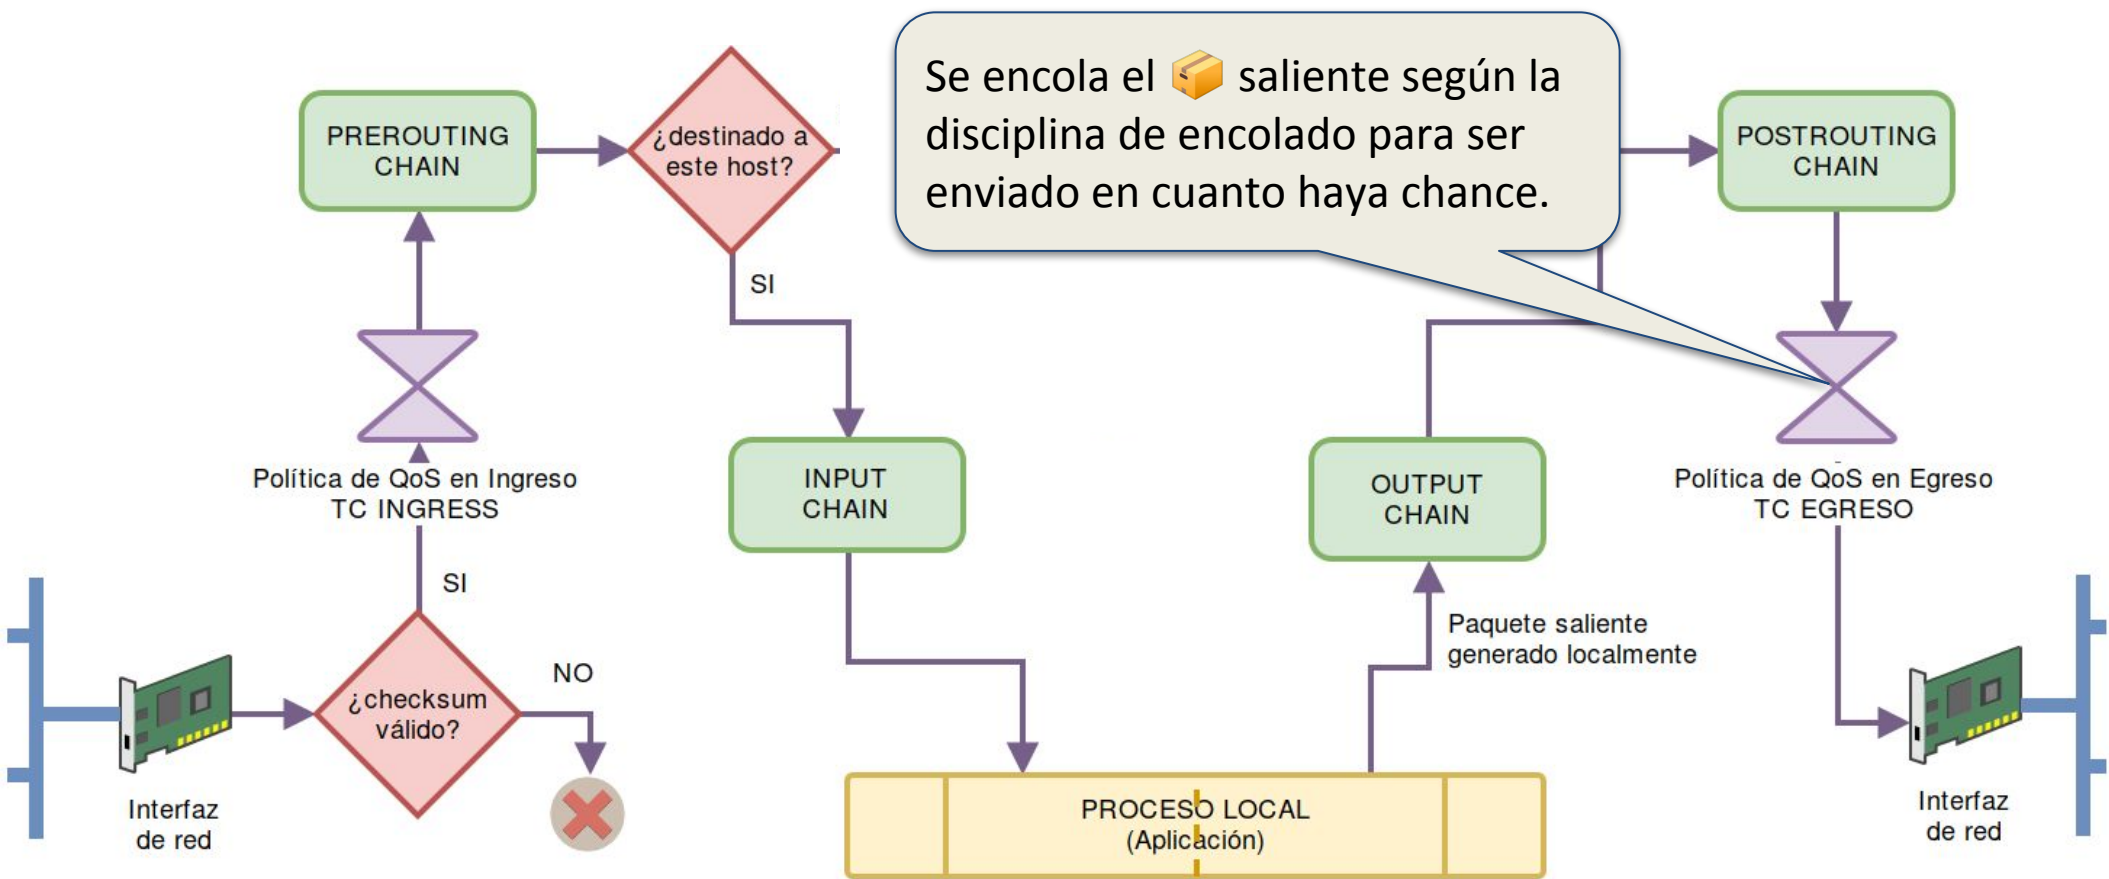 Se encola el 📦 saliente según la
disciplina de encolado para ser
enviado en cuanto haya chance.
PREROUTING
CHAIN
¿destinado a
este host?
POSTROUTING
CHAIN
SI
INPUT
CHAIN
OUTPUT
CHAIN
Política de QoS en Ingreso
TC INGRESS
Política de QoS en Egreso
TC EGRESO
SI
¿checksum
válido?
NO
Paquete saliente
generado localmente
Interfaz
de red
PROCESO LOCAL
(Aplicación)
Interfaz
de red